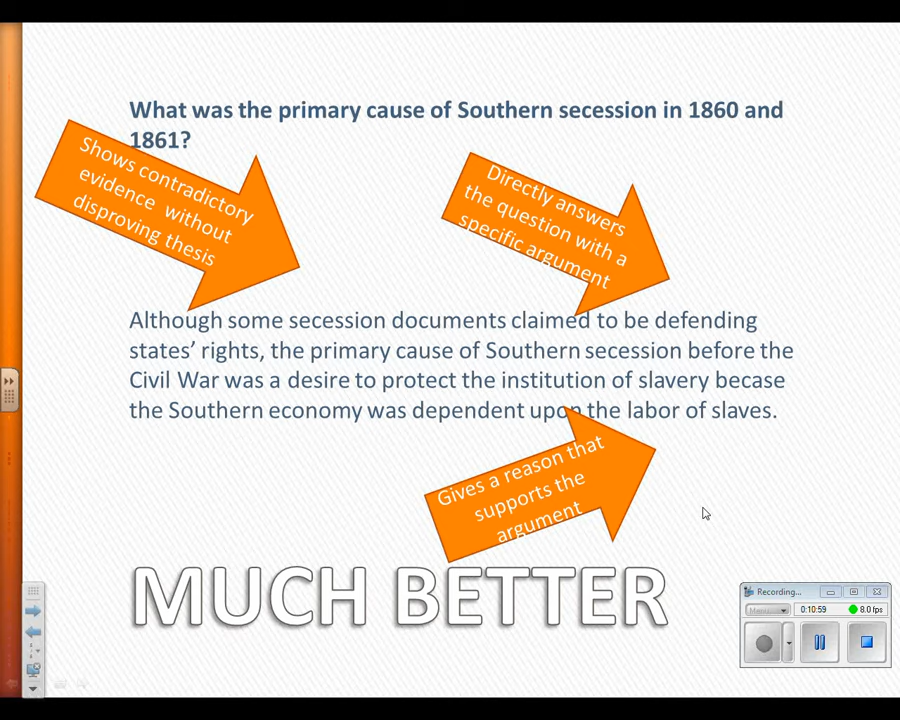 What was the primary cause of Southern secession in 1860 and
1861?
Shows contradictory
evidence without
disproving thesis
Directly answers
the question with a
specific argument
Although some secession documents claimed to be defending
states' rights, the primary cause of Southern secession before the
Civil War was a desire to protect the institution of slavery becase
the Southern economy was dependent upon the labor of slaves.
Gives a reason that
supports the
argument
MUCH BETTER
Recording...
Menu
0:10:59
8.0 fps